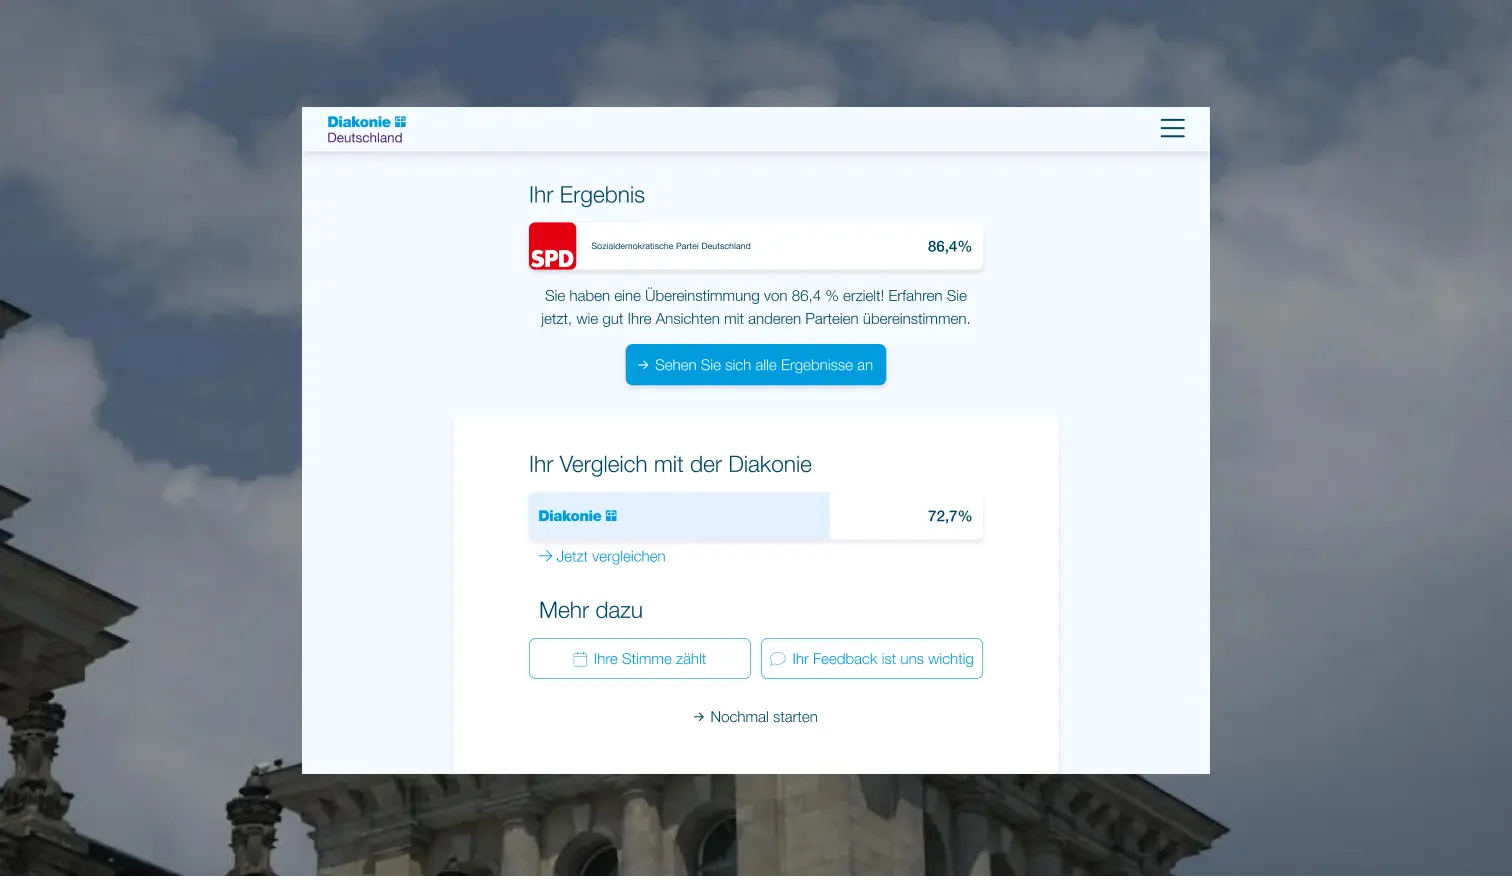 Diakonie
Deutschland
Ihr Ergebnis
SPD
Sozialdemokratische Partei Deutschland
86,4%
Sie haben eine Übereinstimmung von 86,4 % erzielt! Erfahren Sie
jetzt, wie gut Ihre Ansichten mit anderen Parteien übereinstimmen.
→ Sehen Sie sich alle Ergebnisse an
Ihr Vergleich mit der Diakonie
Diakonie
72,7%
→ Jetzt vergleichen
Mehr dazu
Ihre Stimme zählt
Ihr Feedback ist uns wichtig
→ Nochmal starten